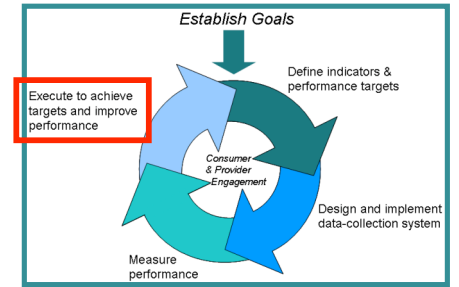 Establish Goals
Define indicators &
performance targets
Execute to achieve
targets and improve
performance
Consumer
& Provider
Engagement
Design and implement
data-collection system
Measure
performance